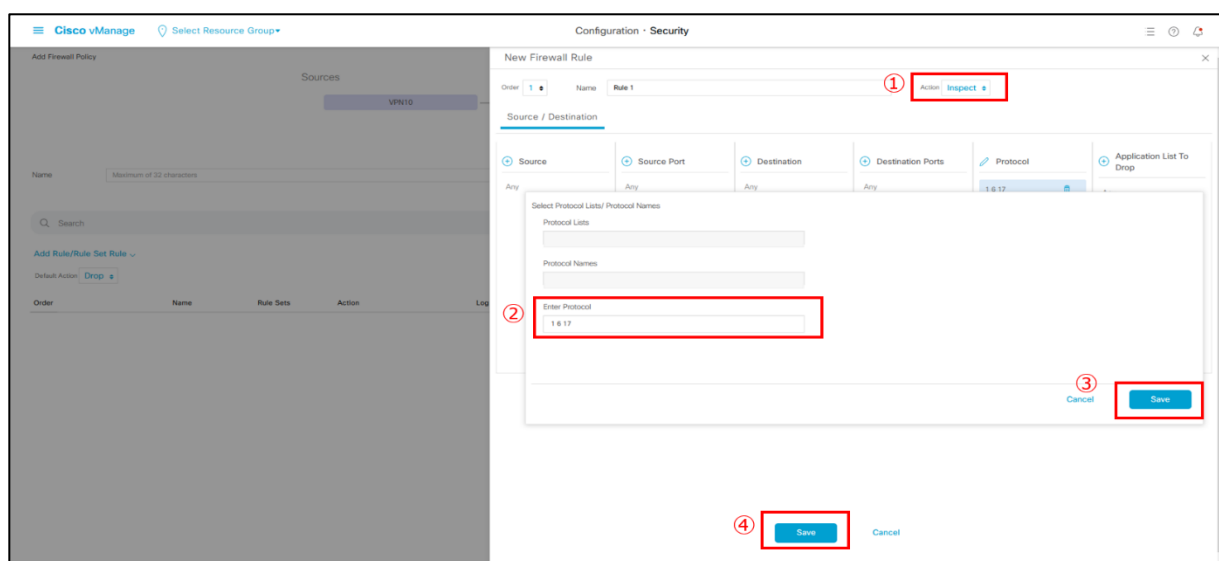 Cisco vManage
Select Resource Group
Configuration · Security
Add Firewall Policy
Sources
VPN10
Name
Maximum of 32 characters
Search
Add Rule/Rule Set Rule
Default Action Drop
Order Name Rule Sets Action Log
New Firewall Rule
Order 1 Name Rule 1
① Action Inspect
Source / Destination
Source
Source Port
Destination
Destination Ports
Protocol
Application List To
Drop
Any Any Any Any 1 6 17
Select Protocol Lists/ Protocol Names
Protocol Lists
Protocol Names
② Enter Protocol
1 6 17
③
Cancel Save
④ Save Cancel